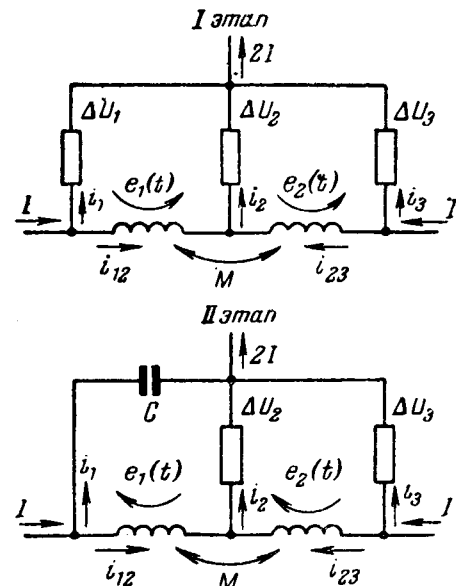 I этап
2I
ΔU₁ ΔU₂ ΔU₃
e₁(t) e₂(t)
I i₁ i₂ i₃ I
i₁₂ M i₂₃
II этап
2I
C ΔU₂ ΔU₃
i₁ e₁(t) e₂(t)
I i₂ i₃ I
i₁₂ M i₂₃